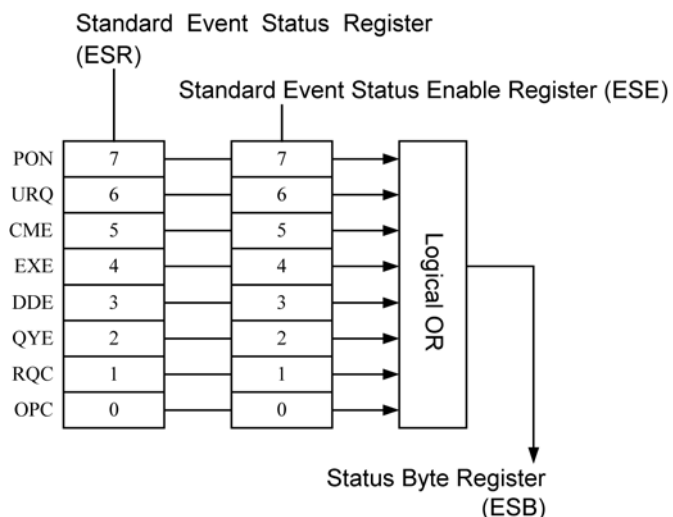 Standard Event Status Register
(ESR)
Standard Event Status Enable Register (ESE)
PON 7 7
URQ 6 6
CME 5 5
EXE 4 4
DDE 3 3
QYE 2 2
RQC 1 1
OPC 0 0
Logical OR
Status Byte Register
(ESB)